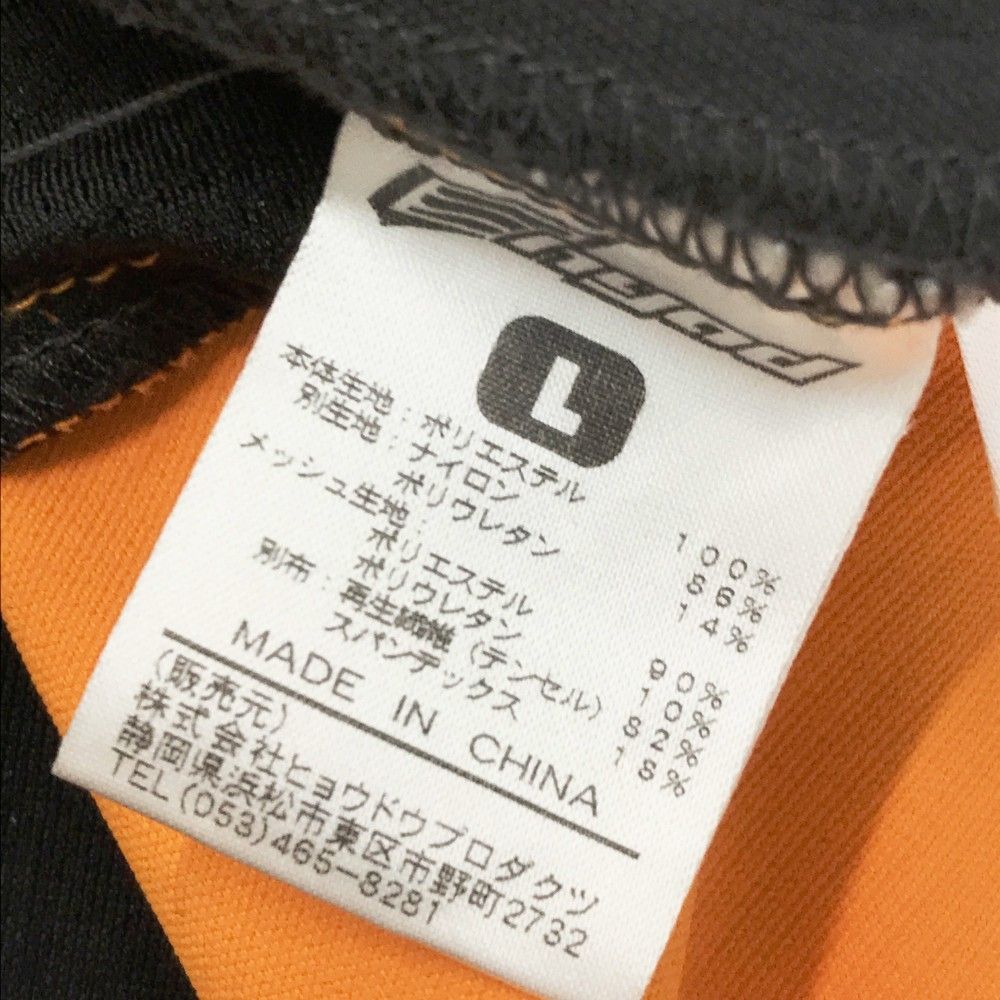 hyod
L
本体生地：ポリエステル 100%
別生地：ナイロン 86%
ポリウレタン 14%
メッシュ生地：
ポリエステル 90%
ポリウレタン 10%
別布：再生繊維（テンセル） 82%
スパンデックス 18%
MADE IN CHINA
（販売元）
株式会社ヒョウドウプロダクツ
静岡県浜松市東区市野町2732
TEL(053)465-8281